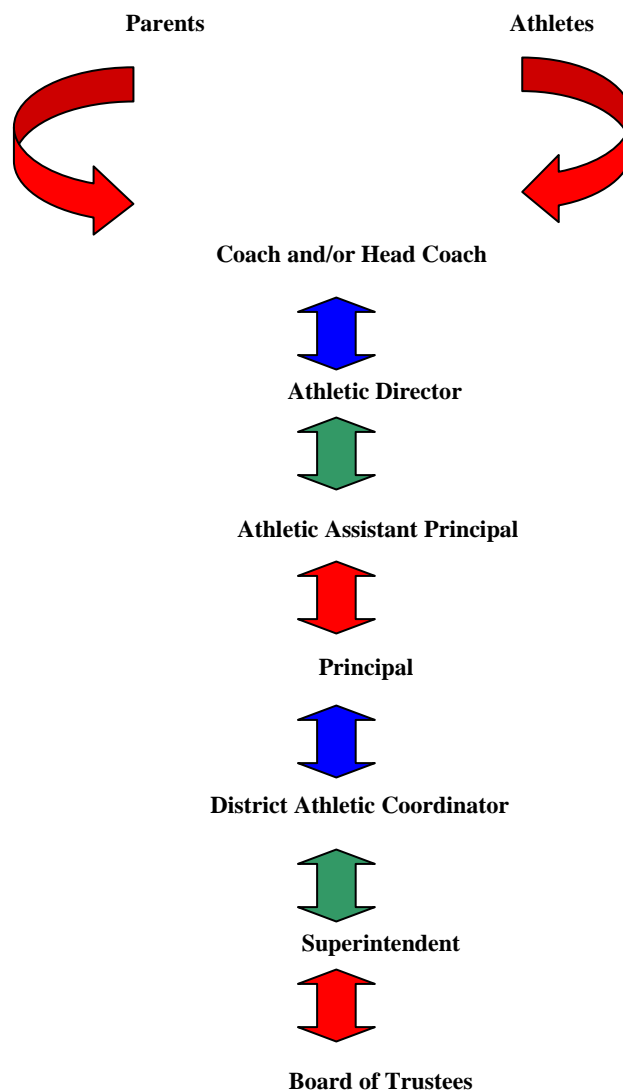 Parents
Athletes
Coach and/or Head Coach
Athletic Director
Athletic Assistant Principal
Principal
District Athletic Coordinator
Superintendent
Board of Trustees